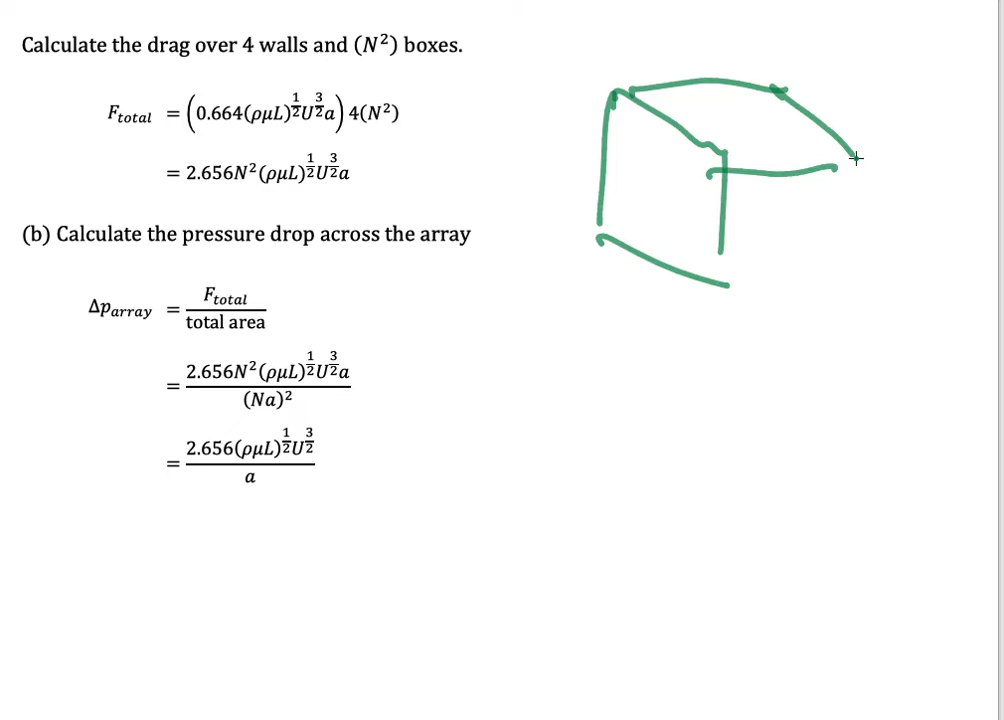 Calculate the drag over 4 walls and (N²) boxes.
F_total = (0.664(ρμL)^{1/2}U^{3/2}a)4(N²)
= 2.656N²(ρμL)^{1/2}U^{3/2}a
(b) Calculate the pressure drop across the array
Δp_array = F_total / total area
= 2.656N²(ρμL)^{1/2}U^{3/2}a / (Na)²
= 2.656(ρμL)^{1/2}U^{3/2} / a